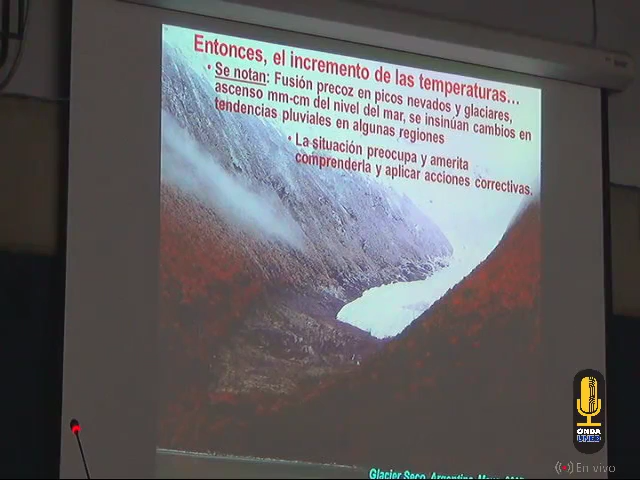 Entonces, el incremento de las temperaturas…
• Se notan: Fusión precoz en picos nevados y glaciares,
ascenso mm-cm del nivel del mar, se insinúan cambios en
tendencias pluviales en algunas regiones
• La situación preocupa y amerita
comprenderla y aplicar acciones correctivas.
Glacier Seco, Argentina, Mayo
ONDA
En vivo